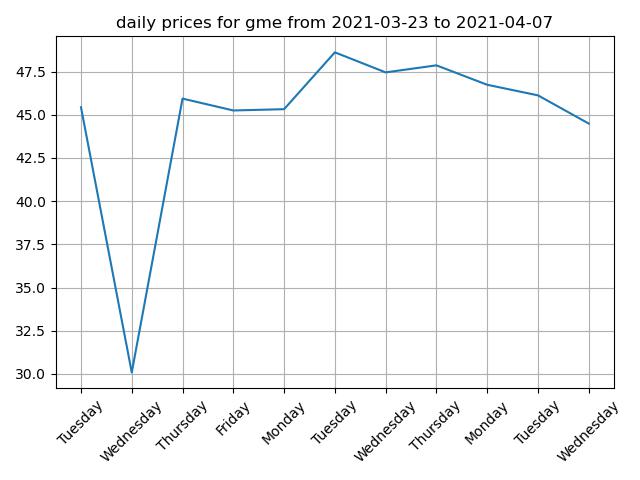 daily prices for gme from 2021-03-23 to 2021-04-07
47.5
45.0
42.5
40.0
37.5
35.0
32.5
30.0
Tuesday
Wednesday
Thursday
Friday
Monday
Tuesday
Wednesday
Thursday
Monday
Tuesday
Wednesday